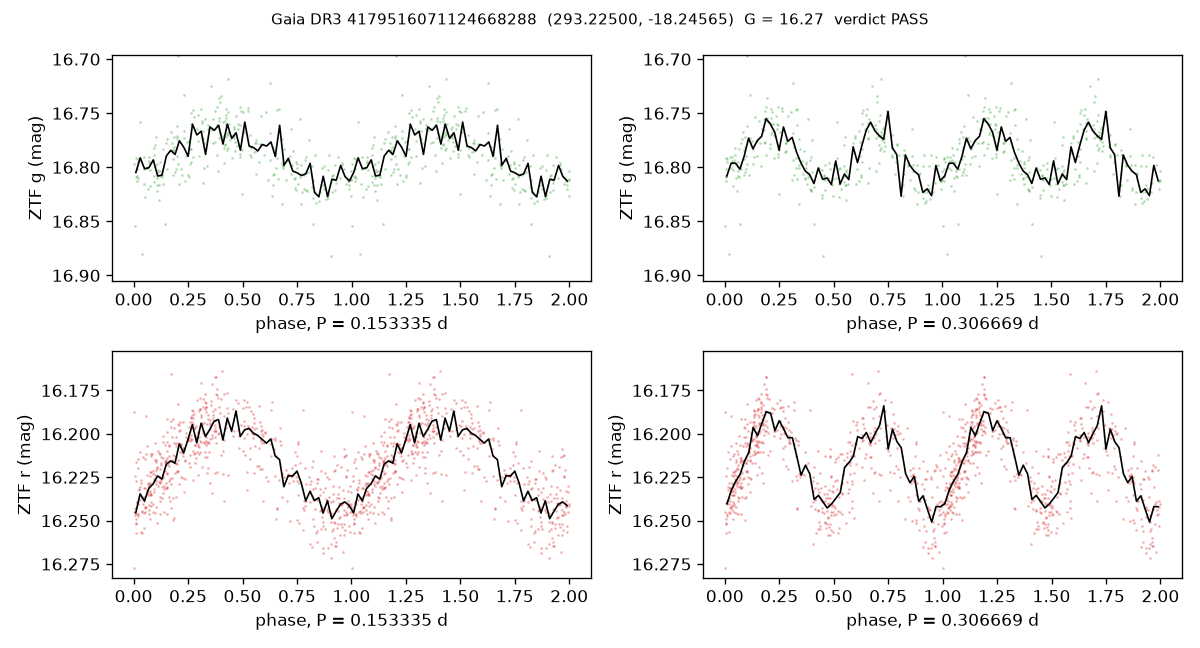 Gaia DR3 4179516071124668288  (293.22500, -18.24565)  G = 16.27  verdict PASS
ZTF g (mag)
16.70
16.75
16.80
16.85
16.90
0.00 0.25 0.50 0.75 1.00 1.25 1.50 1.75 2.00
phase, P = 0.153335 d
ZTF g (mag)
16.70
16.75
16.80
16.85
16.90
0.00 0.25 0.50 0.75 1.00 1.25 1.50 1.75 2.00
phase, P = 0.306669 d
ZTF r (mag)
16.175
16.200
16.225
16.250
16.275
0.00 0.25 0.50 0.75 1.00 1.25 1.50 1.75 2.00
phase, P = 0.153335 d
ZTF r (mag)
16.175
16.200
16.225
16.250
16.275
0.00 0.25 0.50 0.75 1.00 1.25 1.50 1.75 2.00
phase, P = 0.306669 d